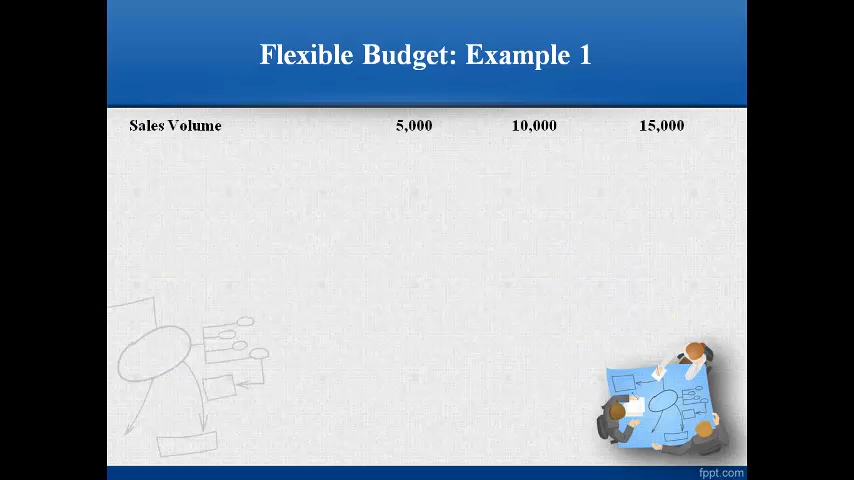 Flexible Budget: Example 1
Sales Volume 5,000 10,000 15,000
fppt.com